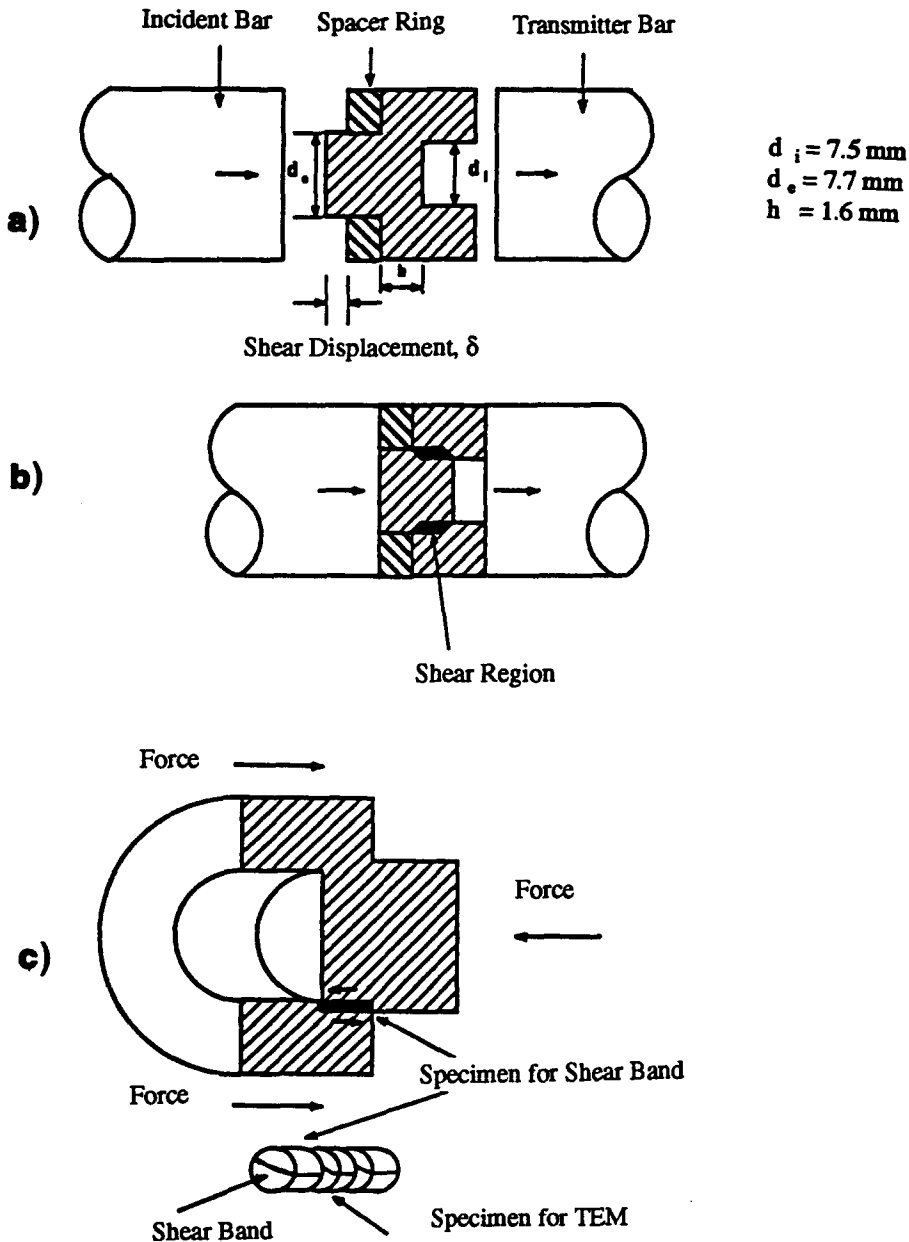 Incident Bar
Spacer Ring
Transmitter Bar
a)
d e
d i
d i = 7.5 mm
d e = 7.7 mm
h = 1.6 mm
h
Shear Displacement, δ
b)
Shear Region
c)
Force
Force
Force
Specimen for Shear Band
Shear Band
Specimen for TEM